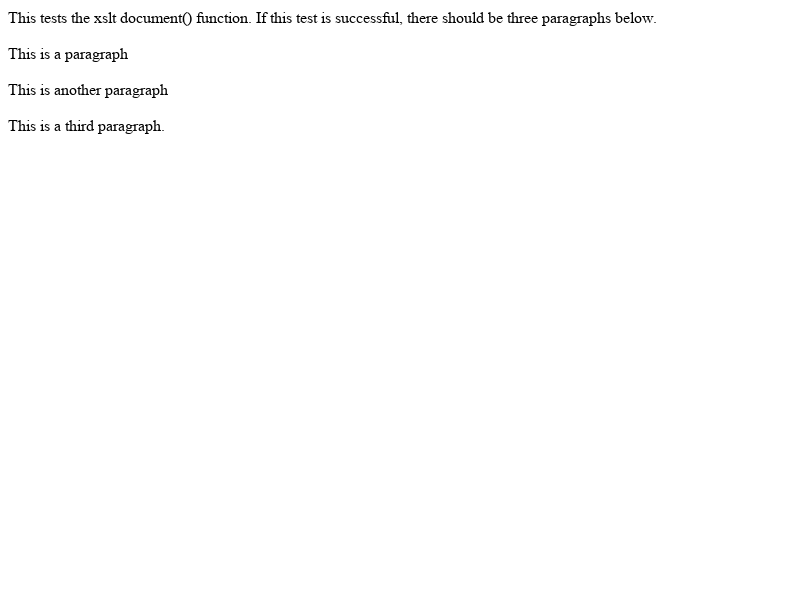 This tests the xslt document() function. If this test is successful, there should be three paragraphs below.
This is a paragraph
This is another paragraph
This is a third paragraph.